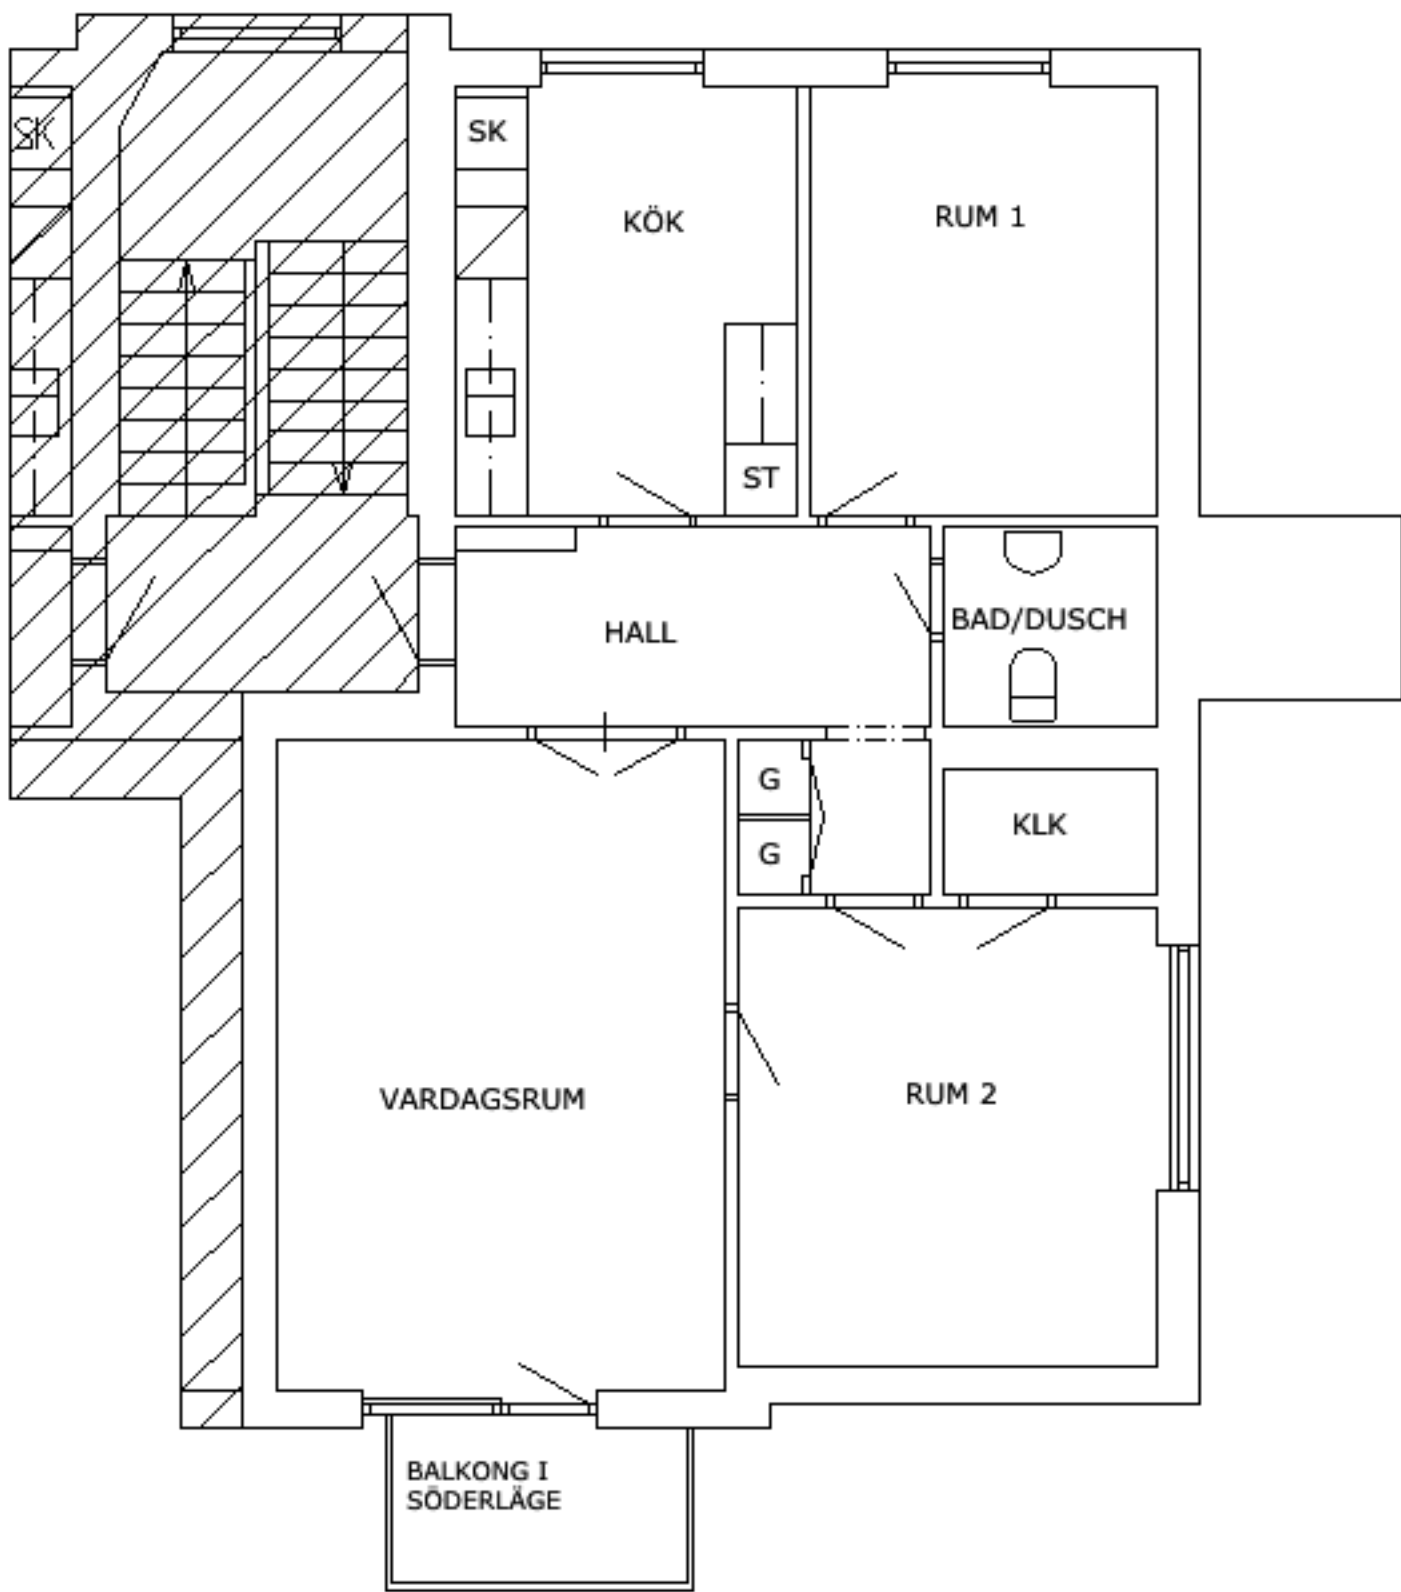 SK
SK
KÖK
RUM 1
ST
HALL
BAD/DUSCH
G
KLK
G
VARDAGSRUM
RUM 2
BALKONG I
SÖDERLÄGE